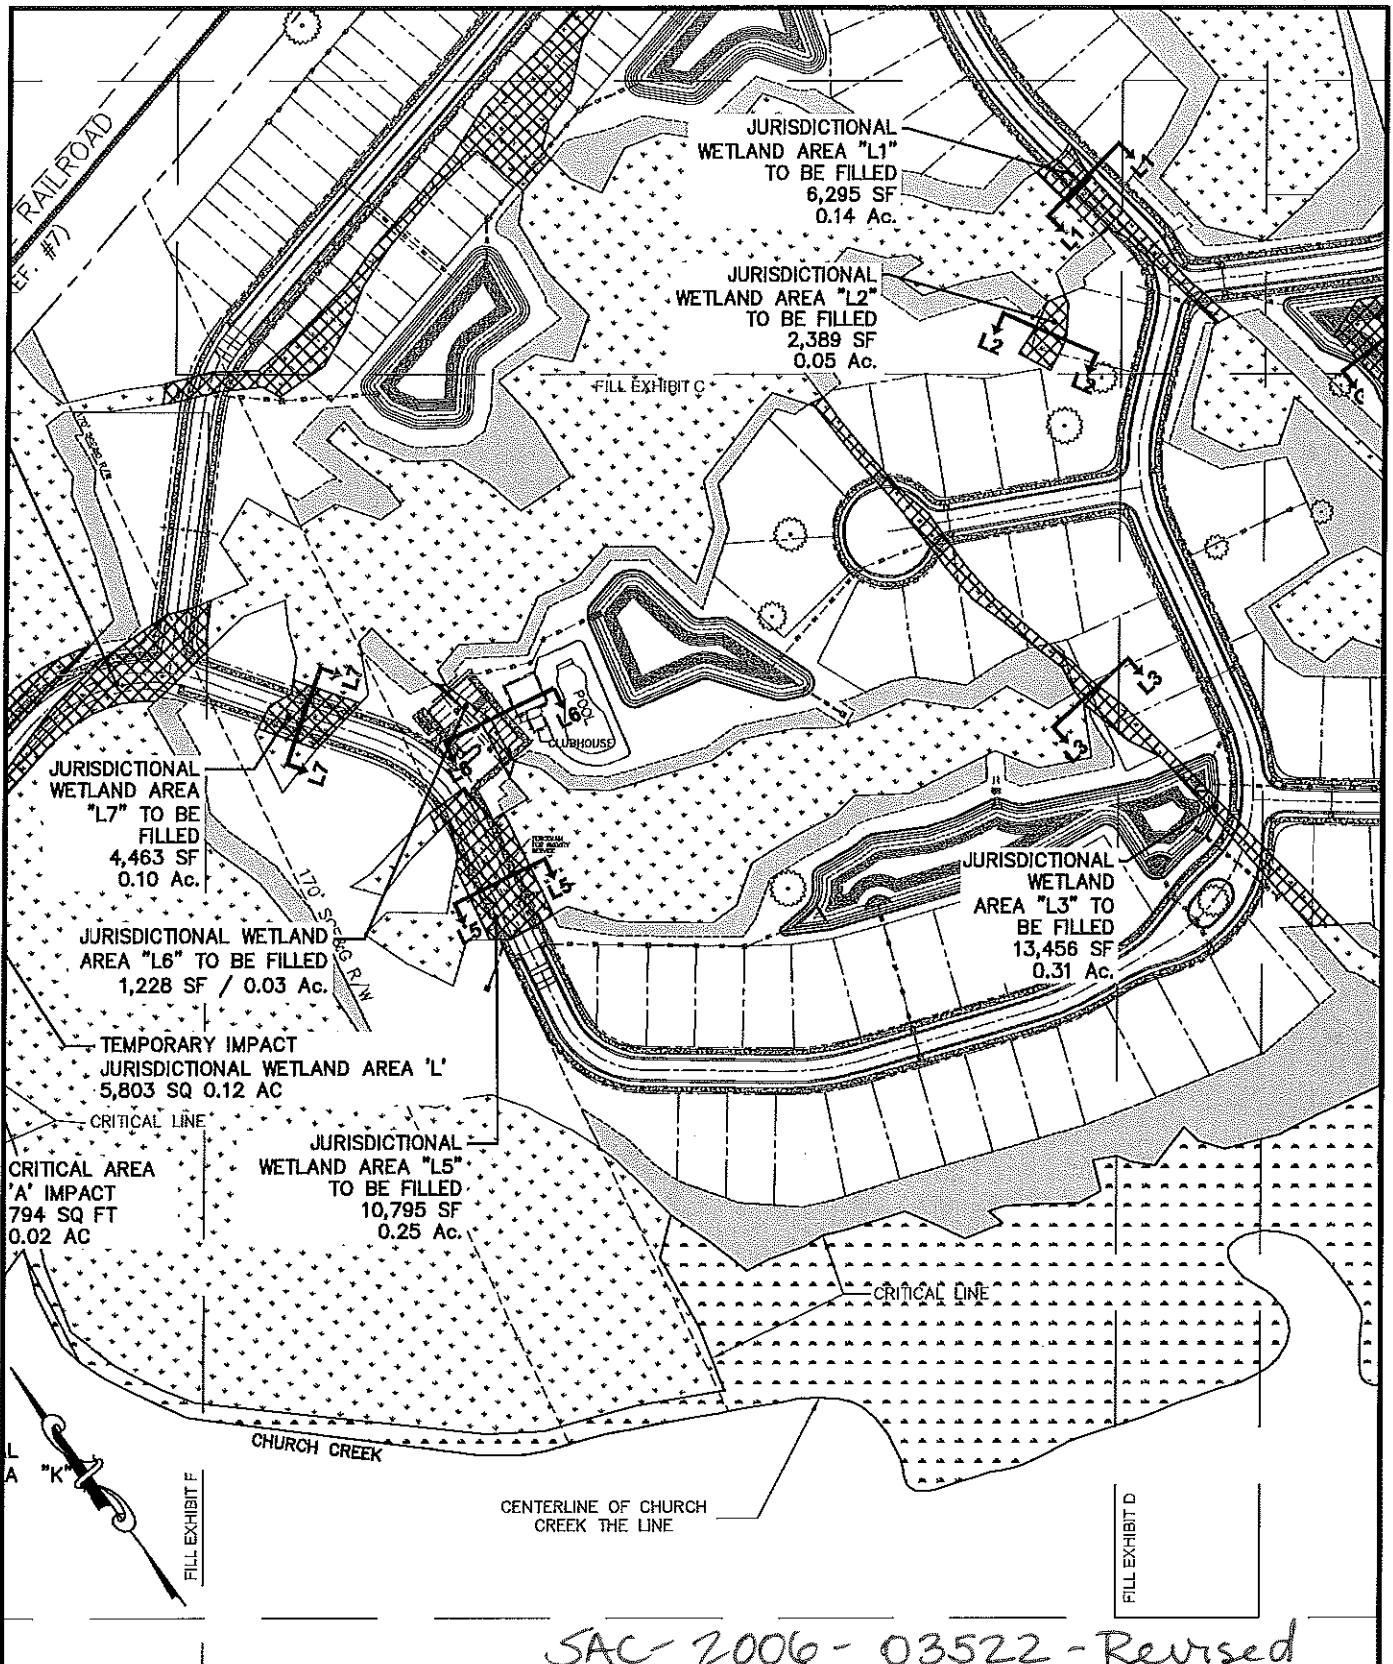 RAILROAD
EF. #7)
JURISDICTIONAL
WETLAND AREA "L1"
TO BE FILLED
6,295 SF
0.14 Ac.
L1
L1
JURISDICTIONAL
WETLAND AREA "L2"
TO BE FILLED
2,389 SF
0.05 Ac.
L2
L2
FILL EXHIBIT C
L3
L3
L7
L7
POOL
CLUBHOUSE
L6
L6
JURISDICTIONAL
WETLAND AREA
"L7" TO BE
FILLED
4,463 SF
0.10 Ac.
L5
L5
170' SCE&G R/W
JURISDICTIONAL WETLAND
AREA "L6" TO BE FILLED
1,228 SF / 0.03 Ac.
JURISDICTIONAL
WETLAND
AREA "L3" TO
BE FILLED
13,456 SF
0.31 Ac.
TEMPORARY IMPACT
JURISDICTIONAL WETLAND AREA 'L'
5,803 SQ 0.12 AC
CRITICAL LINE
CRITICAL AREA
'A' IMPACT
794 SQ FT
0.02 AC
JURISDICTIONAL
WETLAND AREA "L5"
TO BE FILLED
10,795 SF
0.25 Ac.
CRITICAL LINE
CHURCH CREEK
L
A "K"
CENTERLINE OF CHURCH
CREEK THE LINE
FILL EXHIBIT F
FILL EXHIBIT D
SAC- 2006 - 03522 - Revised